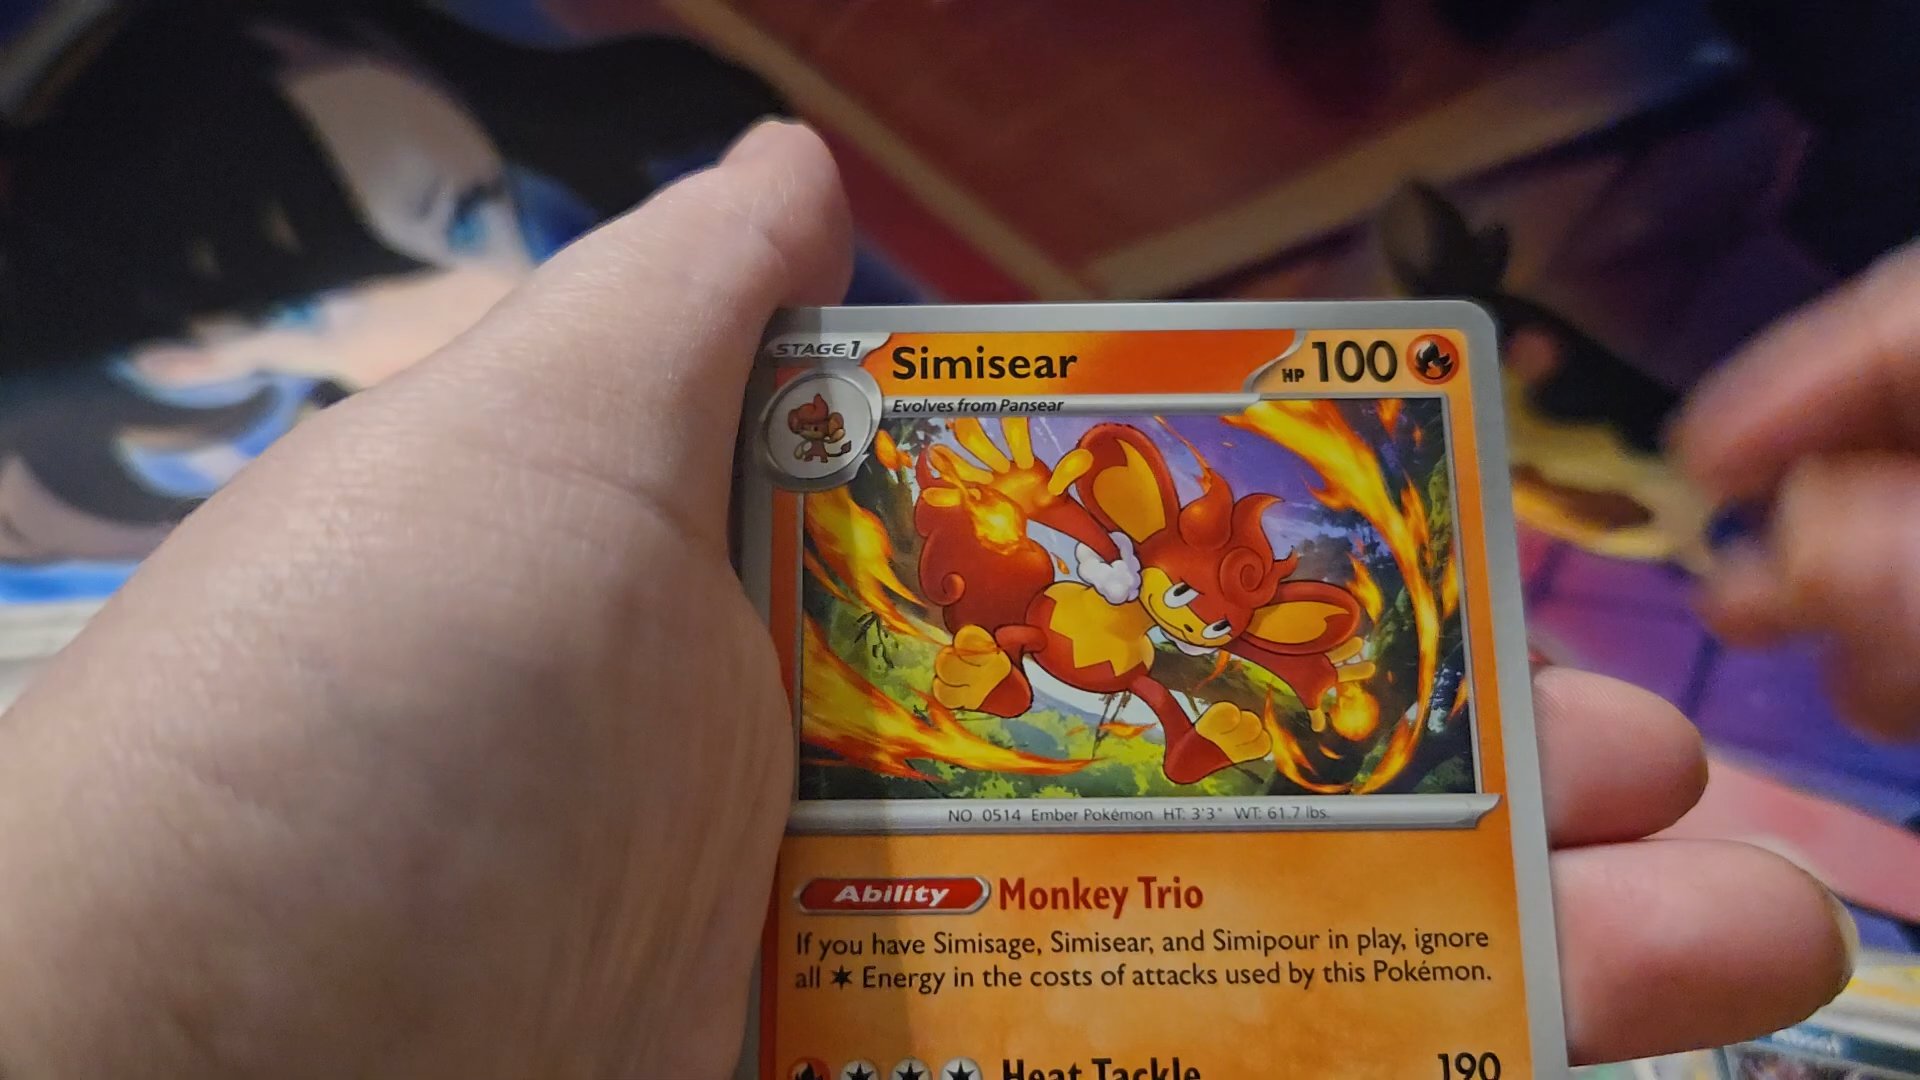 STAGE 1 Simisear HP 100
Evolves from Pansear
NO. 0514 Ember Pokémon HT: 3'3" WT: 61.7 lbs.
Ability Monkey Trio
If you have Simisage, Simisear, and Simipour in play, ignore
all Energy in the costs of attacks used by this Pokémon.
Heat Tackle 190